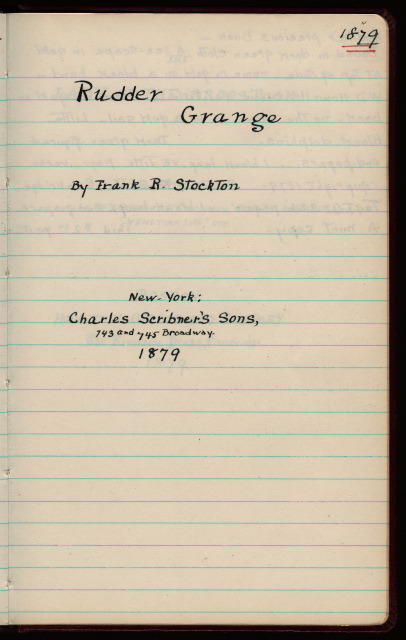 1879
Rudder
Grange
By Frank R. Stockton
New-York:
Charles Scribner's Sons,
743 and 745 Broadway.
1879